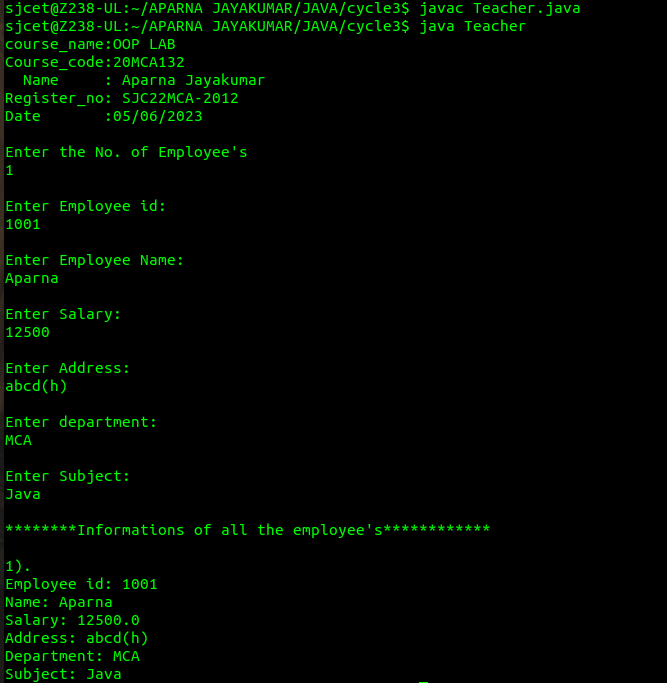 sjcet@Z238-UL:~/APARNA JAYAKUMAR/JAVA/cycle3$ javac Teacher.java
sjcet@Z238-UL:~/APARNA JAYAKUMAR/JAVA/cycle3$ java Teacher
course_name:OOP LAB
Course_code:20MCA132
  Name     : Aparna Jayakumar
Register_no: SJC22MCA-2012
Date       :05/06/2023
Enter the No. of Employee's
1
Enter Employee id:
1001
Enter Employee Name:
Aparna
Enter Salary:
12500
Enter Address:
abcd(h)
Enter department:
MCA
Enter Subject:
Java
********Informations of all the employee's************
1).
Employee id: 1001
Name: Aparna
Salary: 12500.0
Address: abcd(h)
Department: MCA
Subject: Java